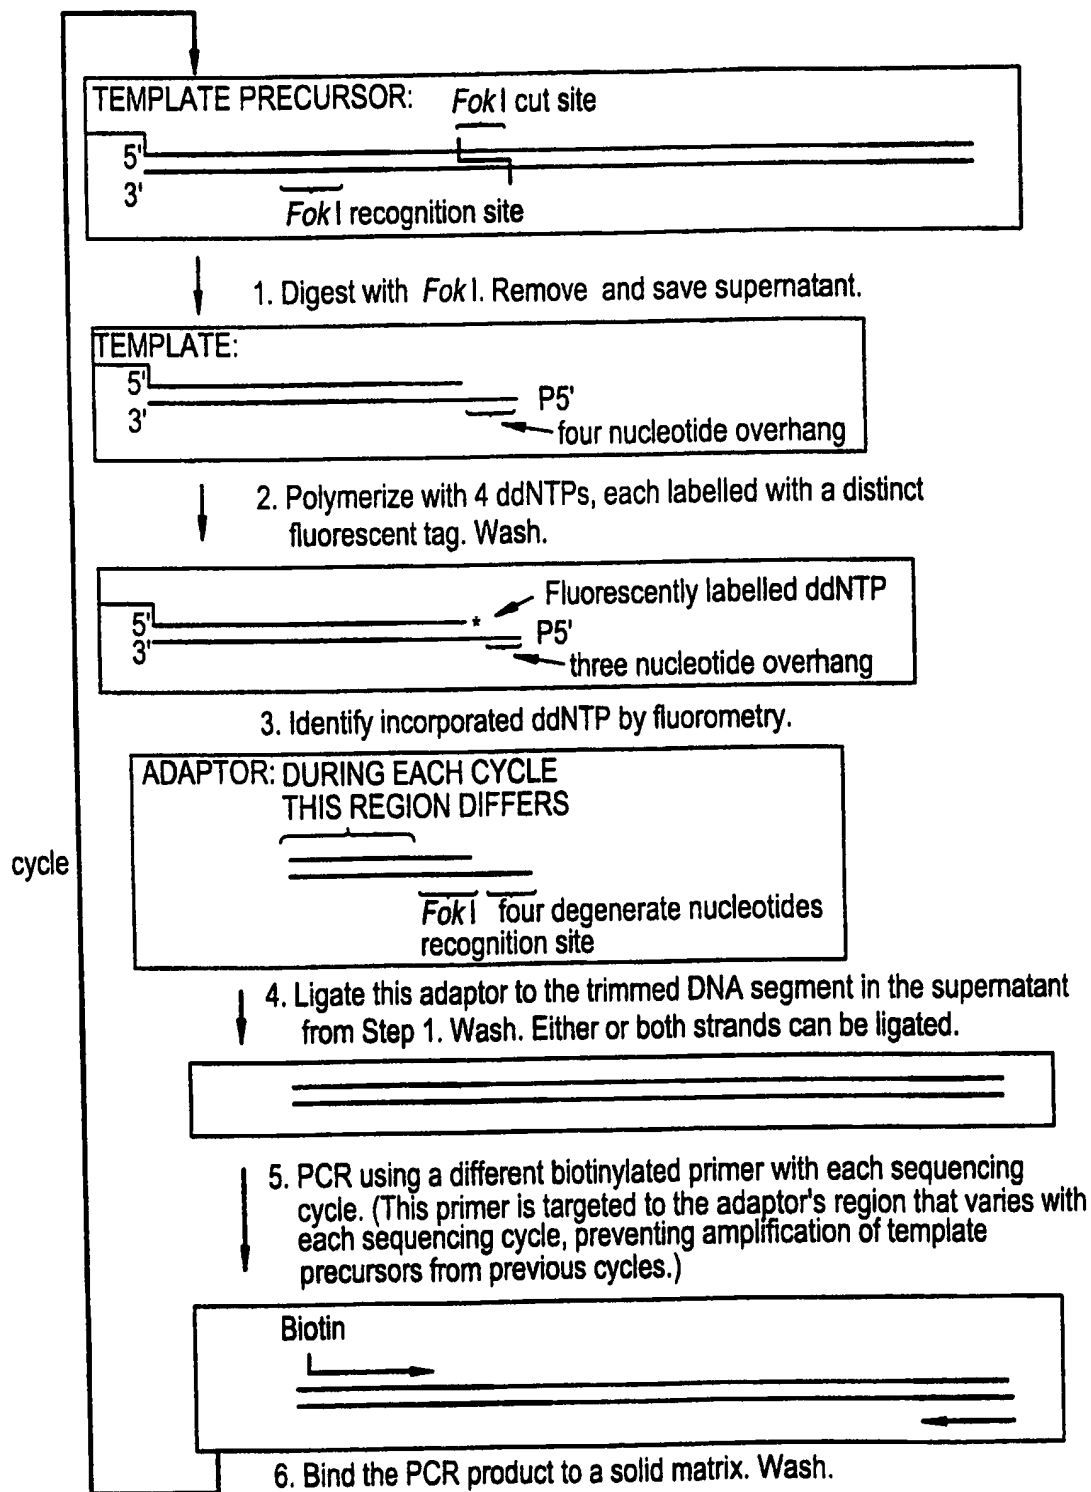 TEMPLATE PRECURSOR: FokI cut site
5'
3'
FokI recognition site
1. Digest with FokI. Remove and save supernatant.
TEMPLATE:
5'
3'
P5'
four nucleotide overhang
2. Polymerize with 4 ddNTPs, each labelled with a distinct
fluorescent tag. Wash.
Fluorescently labelled ddNTP
5'
*
3'
P5'
three nucleotide overhang
3. Identify incorporated ddNTP by fluorometry.
ADAPTOR: DURING EACH CYCLE
THIS REGION DIFFERS
cycle
FokI four degenerate nucleotides
recognition site
4. Ligate this adaptor to the trimmed DNA segment in the supernatant
from Step 1. Wash. Either or both strands can be ligated.
5. PCR using a different biotinylated primer with each sequencing
cycle. (This primer is targeted to the adaptor's region that varies with
each sequencing cycle, preventing amplification of template
precursors from previous cycles.)
Biotin
6. Bind the PCR product to a solid matrix. Wash.